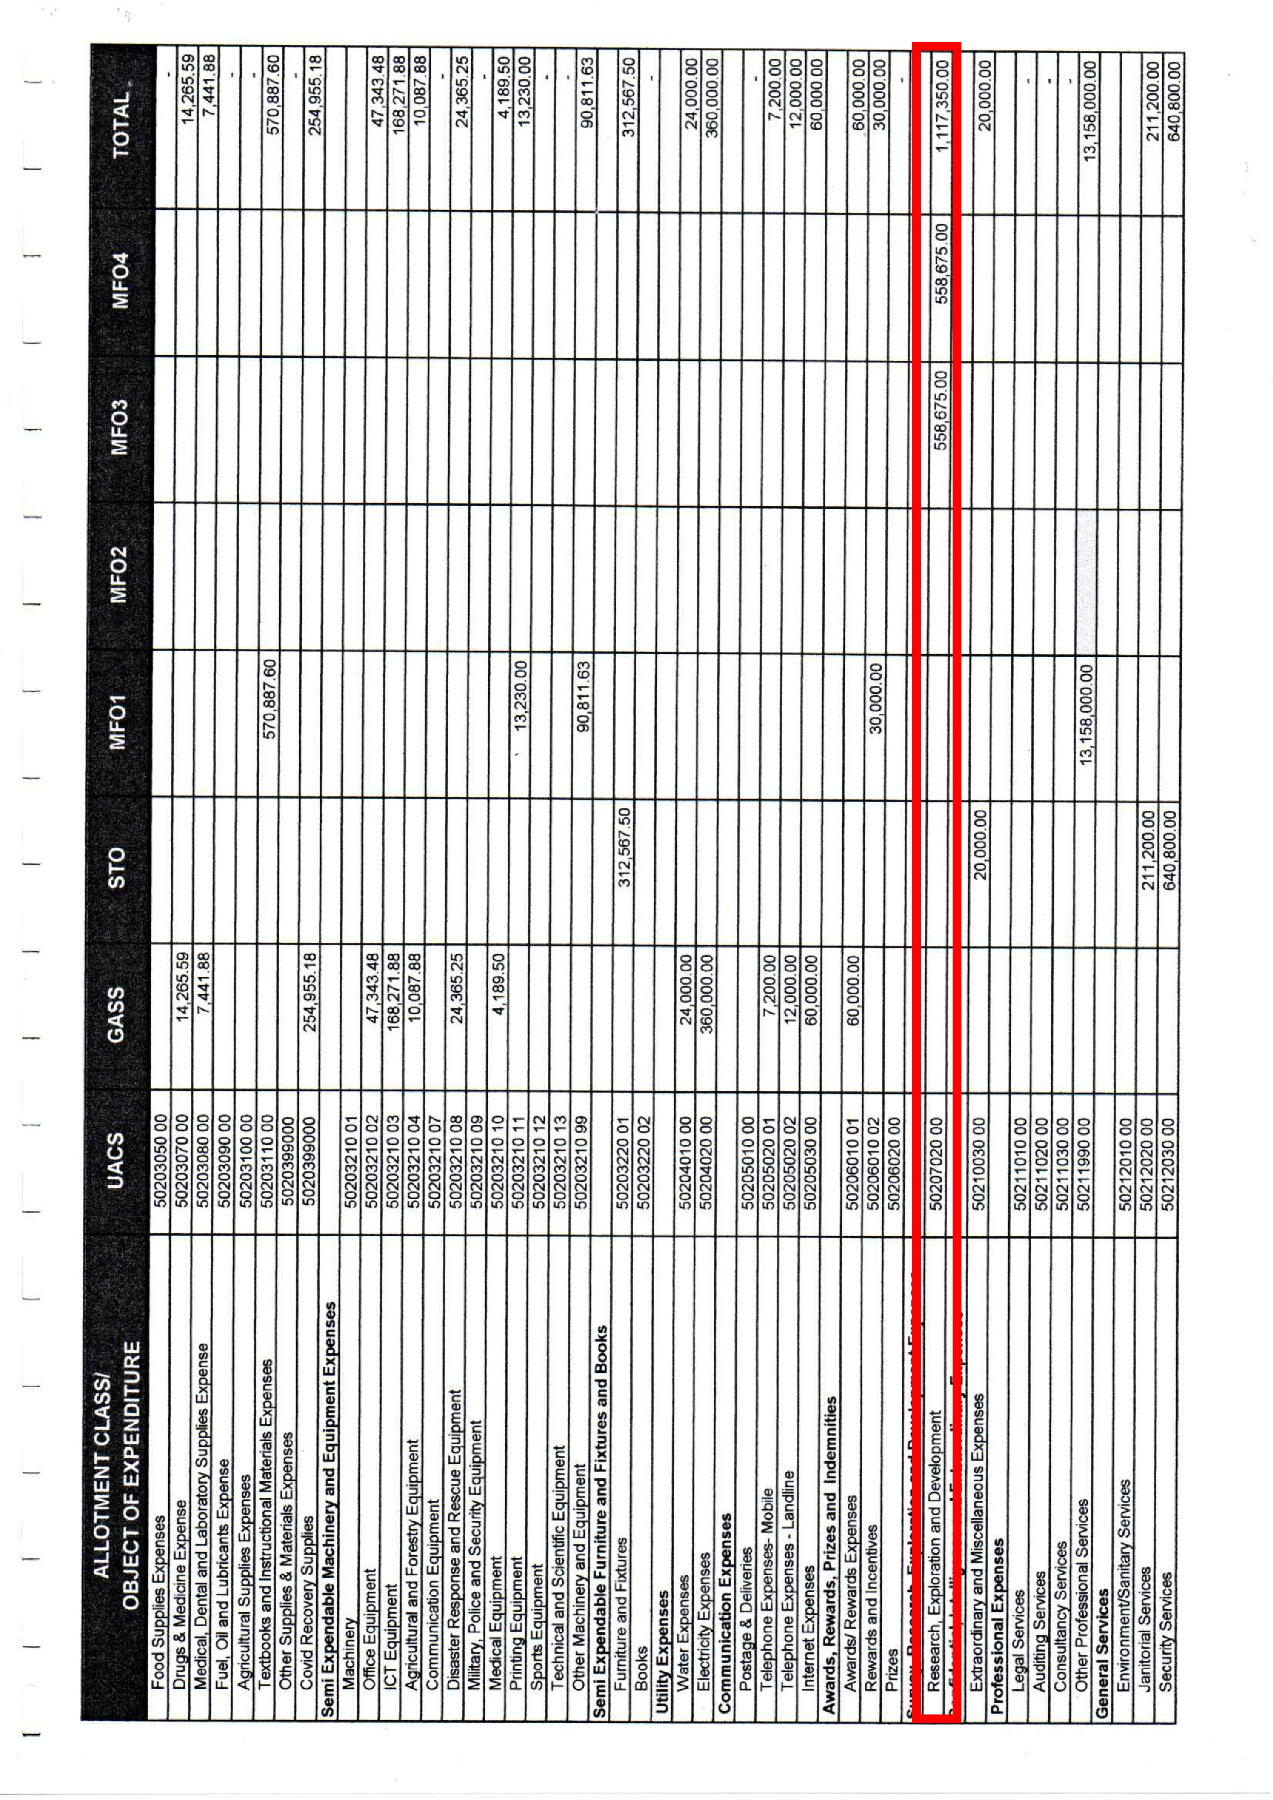 ALLOTMENT CLASS/ OBJECT OF EXPENDITURE UACS GASS STO MFO1 MFO2 MFO3 MFO4 TOTAL
Food Supplies Expenses 50203050 00 -
Drugs & Medicine Expense 50203070 00 14,265.59 14,265.59
Medical, Dental and Laboratory Supplies Expense 50203080 00 7,441.88 7,441.88
Fuel, Oil and Lubricants Expense 50203090 00 -
Agricultural Supplies Expenses 50203100 00 -
Textbooks and Instructional Materials Expenses 50203110 00 570,887.60 570,887.60
Other Supplies & Materials Expenses 5020399000 -
Covid Recovery Supplies 5020399000 254,955.18 254,955.18
Semi Expendable Machinery and Equipment Expenses
Machinery 50203210 01 -
Office Equipment 50203210 02 47,343.48 47,343.48
ICT Equipment 50203210 03 168,271.88 168,271.88
Agricultural and Forestry Equipment 50203210 04 10,087.88 10,087.88
Communication Equipment 50203210 07 -
Disaster Response and Rescue Equipment 50203210 08 24,365.25 24,365.25
Military, Police and Security Equipment 50203210 09 -
Medical Equipment 50203210 10 4,189.50 4,189.50
Printing Equipment 50203210 11 13,230.00 13,230.00
Sports Equipment 50203210 12 -
Technical and Scientific Equipment 50203210 13 -
Other Machinery and Equipment 50203210 99 90,811.63 90,811.63
Semi Expendable Furniture and Fixtures and Books
Furniture and Fixtures 50203220 01 312,567.50 312,567.50
Books 50203220 02 -
Utility Expenses
Water Expenses 50204010 00 24,000.00 24,000.00
Electricity Expenses 50204020 00 360,000.00 360,000.00
Communication Expenses
Postage & Deliveries 50205010 00 -
Telephone Expenses- Mobile 50205020 01 7,200.00 7,200.00
Telephone Expenses - Landline 50205020 02 12,000.00 12,000.00
Internet Expenses 50205030 00 60,000.00 60,000.00
Awards, Rewards, Prizes and Indemnities
Awards/ Rewards Expenses 50206010 01 60,000.00 60,000.00
Rewards and Incentives 50206010 02 30,000.00 30,000.00
Prizes 50206020 00 -
Research, Exploration and Development 50207020 00 558,675.00 558,675.00 1,117,350.00
Extraordinary and Miscellaneous Expenses 50210030 00 20,000.00 20,000.00
Professional Expenses
Legal Services 50211010 00 -
Auditing Services 50211020 00 -
Consultancy Services 50211030 00 -
Other Professional Services 50211990 00 13,158,000.00 13,158,000.00
General Services
Environment/Sanitary Services 50212010 00
Janitorial Services 50212020 00 211,200.00 211,200.00
Security Services 50212030 00 640,800.00 640,800.00